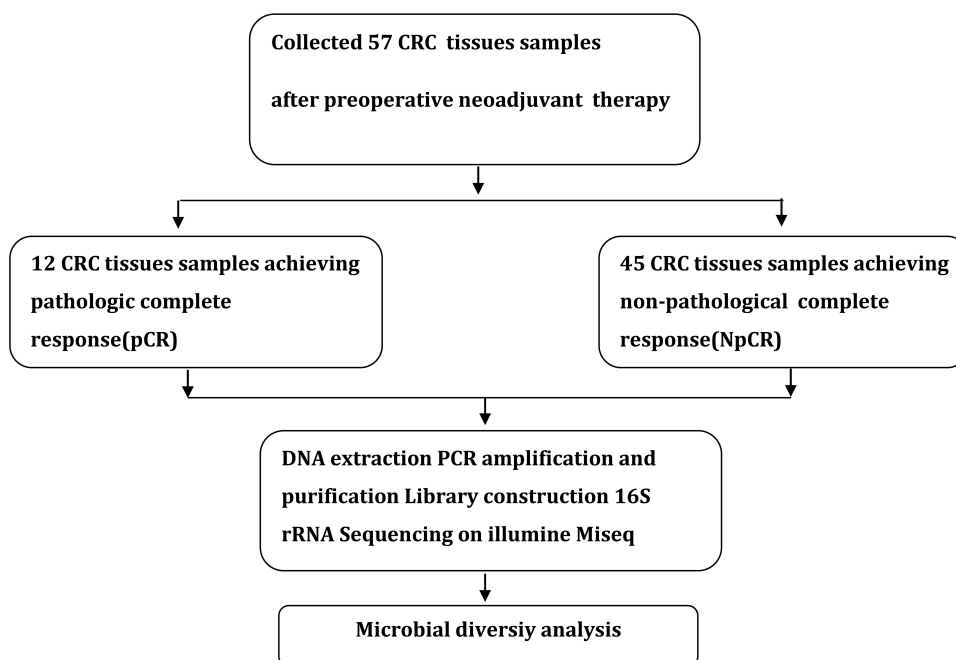 Collected 57 CRC tissues samples
after preoperative neoadjuvant therapy
12 CRC tissues samples achieving
pathologic complete
response(pCR)
45 CRC tissues samples achieving
non-pathological complete
response(NpCR)
DNA extraction PCR amplification and
purification Library construction 16S
rRNA Sequencing on illumine Miseq
Microbial diversiy analysis